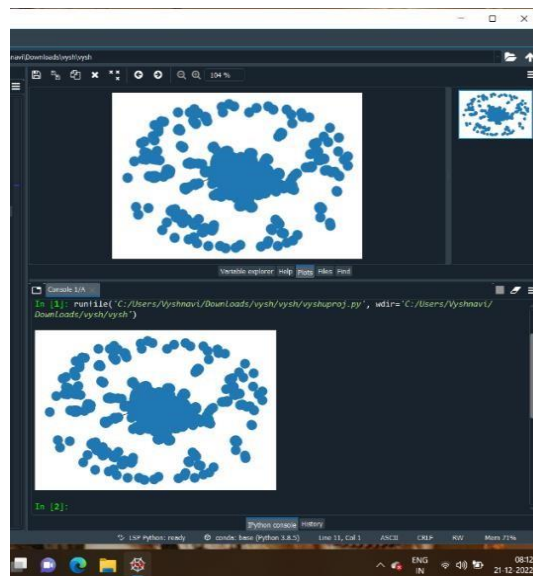 navi\Downloads\vysh\vysh
104 %
Variable explorer Help Plots Files Find
Console 1/A
In [1]: runfile('C:/Users/Vyshnavi/Downloads/vysh/vysh/vyshuproj.py', wdir='C:/Users/Vyshnavi/
Downloads/vysh/vysh')
In [2]:
IPython console History
LSP Python: ready conda: base (Python 3.8.5) Line 11, Col 1 ASCII CRLF RW Mem 71%
ENG
IN
08:12
21-12-2022